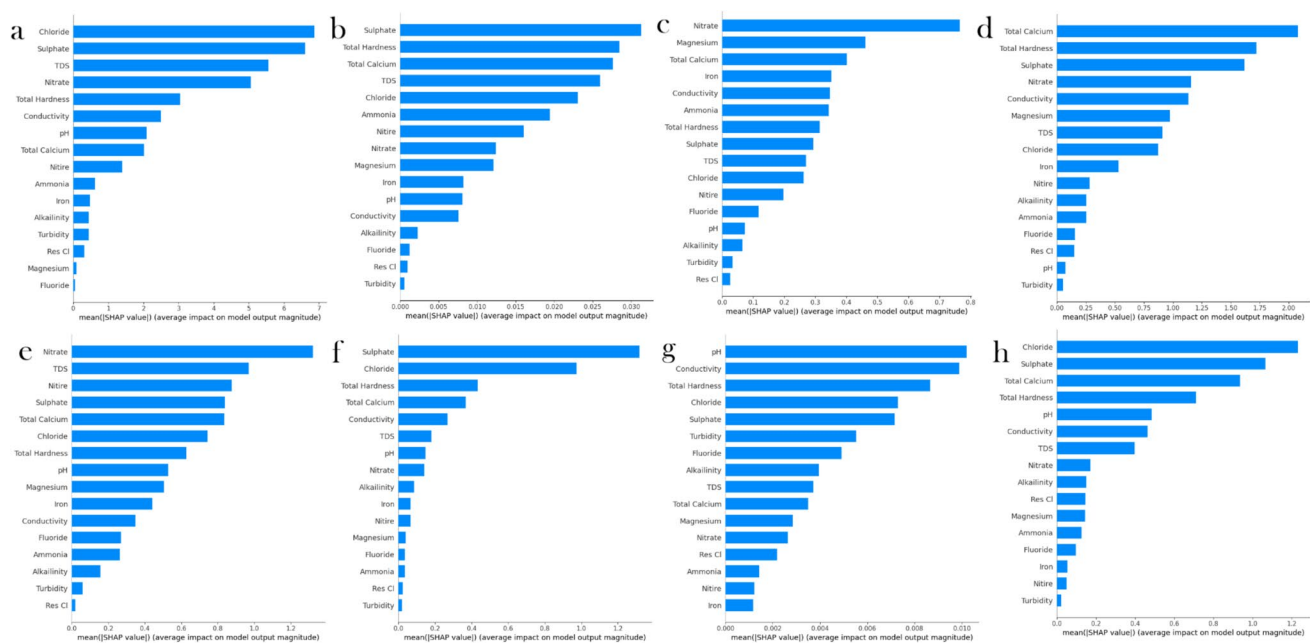 a
Chloride
Sulphate
TDS
Nitrate
Total Hardness
Conductivity
pH
Total Calcium
Nitire
Ammonia
Iron
Alkailinity
Turbidity
Res Cl
Magnesium
Fluoride
0 1 2 3 4 5 6 7
mean(|SHAP value|) (average impact on model output magnitude)
b
Sulphate
Total Hardness
Total Calcium
TDS
Chloride
Ammonia
Nitire
Nitrate
Magnesium
Iron
pH
Conductivity
Alkailinity
Fluoride
Res Cl
Turbidity
0.000 0.005 0.010 0.015 0.020 0.025 0.030
mean(|SHAP value|) (average impact on model output magnitude)
c
Nitrate
Magnesium
Total Calcium
Iron
Conductivity
Ammonia
Total Hardness
Sulphate
TDS
Chloride
Nitire
Fluoride
pH
Alkailinity
Turbidity
Res Cl
0.0 0.1 0.2 0.3 0.4 0.5 0.6 0.7 0.8
mean(|SHAP value|) (average impact on model output magnitude)
d
Total Calcium
Total Hardness
Sulphate
Nitrate
Conductivity
Magnesium
TDS
Chloride
Iron
Nitire
Alkailinity
Ammonia
Fluoride
Res Cl
pH
Turbidity
0.00 0.25 0.50 0.75 1.00 1.25 1.50 1.75 2.00
mean(|SHAP value|) (average impact on model output magnitude)
e
Nitrate
TDS
Nitire
Sulphate
Total Calcium
Chloride
Total Hardness
pH
Magnesium
Iron
Conductivity
Fluoride
Ammonia
Alkailinity
Turbidity
Res Cl
0.0 0.2 0.4 0.6 0.8 1.0 1.2
mean(|SHAP value|) (average impact on model output magnitude)
f
Sulphate
Chloride
Total Hardness
Total Calcium
Conductivity
TDS
pH
Nitrate
Alkailinity
Iron
Nitire
Magnesium
Fluoride
Ammonia
Res Cl
Turbidity
0.0 0.2 0.4 0.6 0.8 1.0 1.2
mean(|SHAP value|) (average impact on model output magnitude)
g
pH
Conductivity
Total Hardness
Chloride
Sulphate
Turbidity
Fluoride
Alkailinity
TDS
Total Calcium
Magnesium
Nitrate
Res Cl
Ammonia
Nitire
Iron
0.000 0.002 0.004 0.006 0.008 0.010
mean(|SHAP value|) (average impact on model output magnitude)
h
Chloride
Sulphate
Total Calcium
Total Hardness
pH
Conductivity
TDS
Nitrate
Alkailinity
Res Cl
Magnesium
Ammonia
Fluoride
Iron
Nitire
Turbidity
0.0 0.2 0.4 0.6 0.8 1.0 1.2
mean(|SHAP value|) (average impact on model output magnitude)